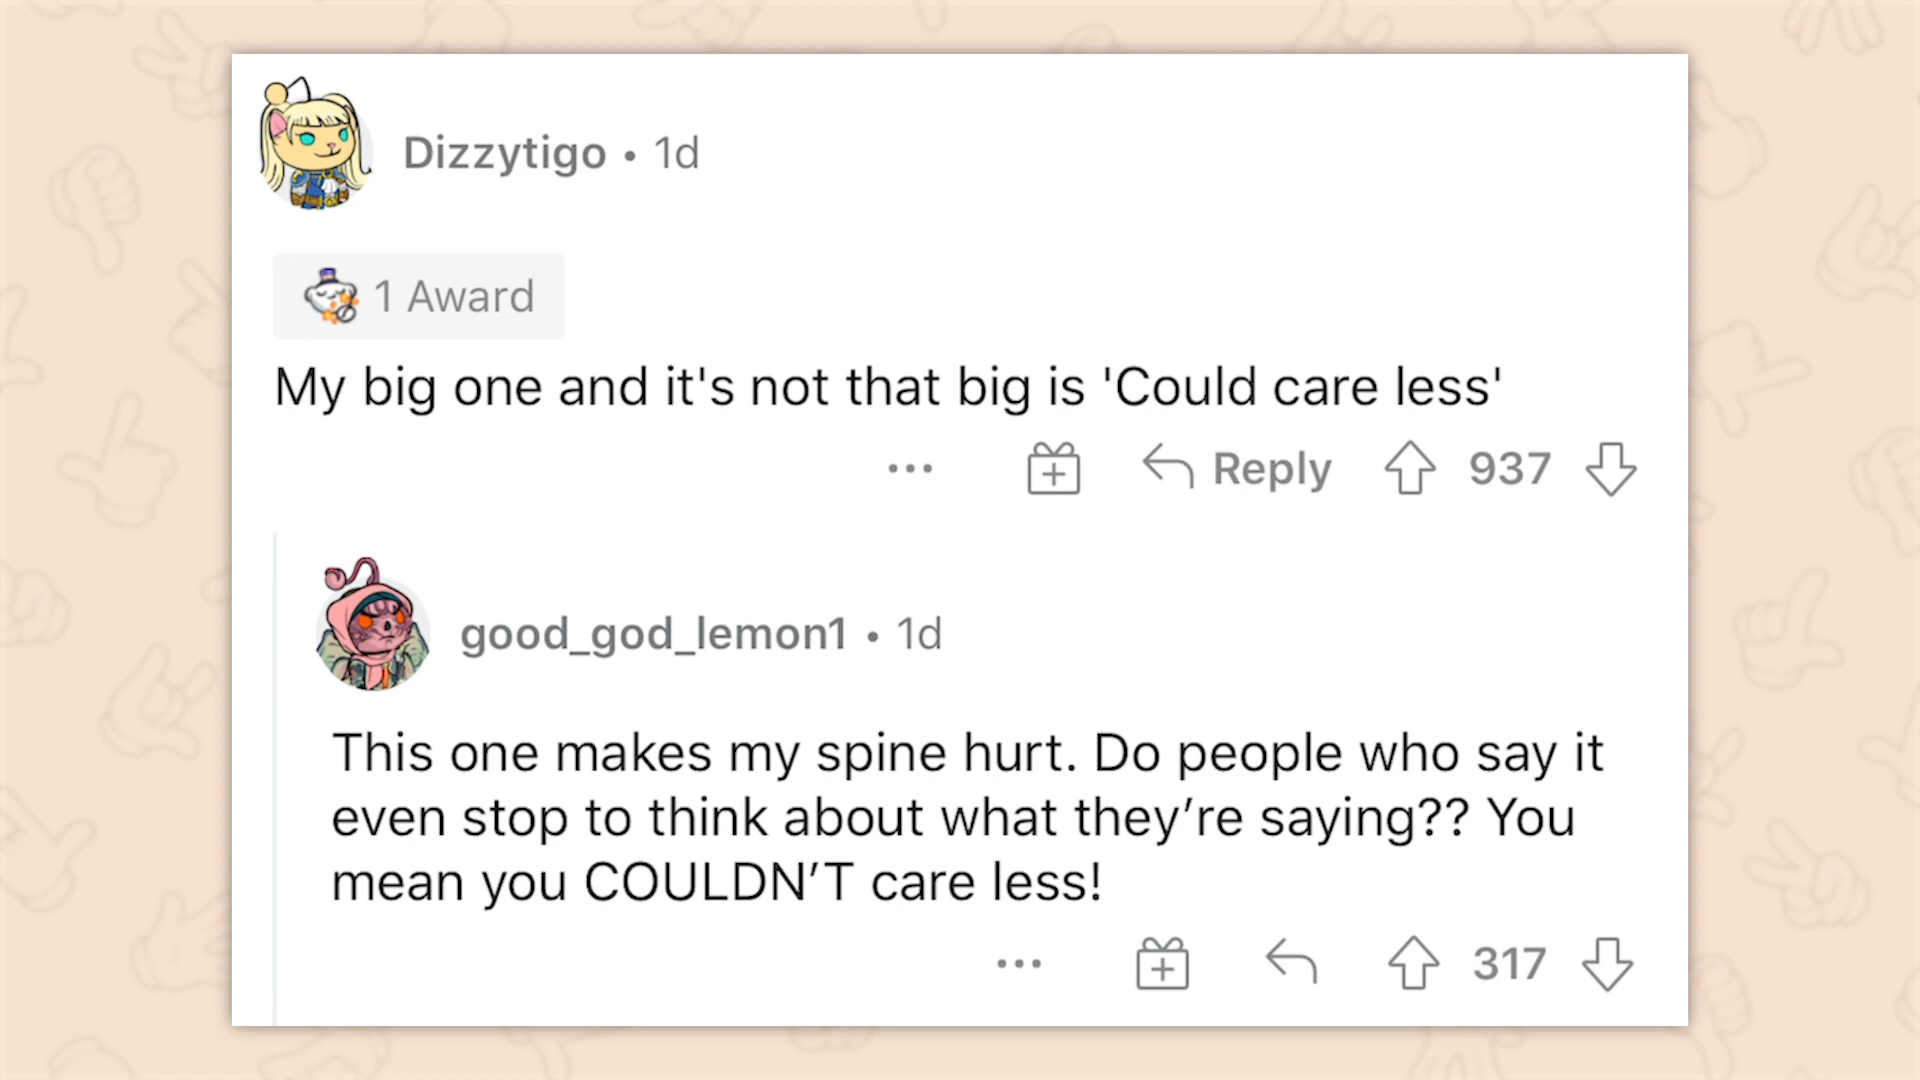 Dizzytigo • 1d
1 Award
My big one and it's not that big is 'Could care less'
Reply 937
good_god_lemon1 • 1d
This one makes my spine hurt. Do people who say it
even stop to think about what they’re saying?? You
mean you COULDN’T care less!
317